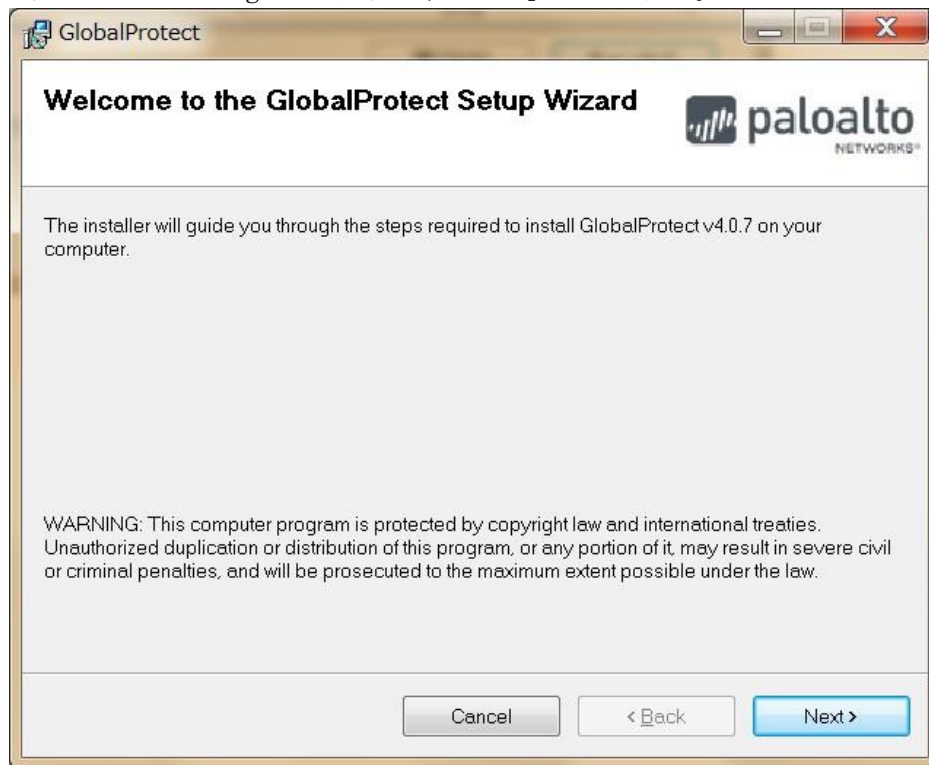 GlobalProtect
X
Welcome to the GlobalProtect Setup Wizard
paloalto
NETWORKS®
The installer will guide you through the steps required to install GlobalProtect v4.0.7 on your
computer.
WARNING: This computer program is protected by copyright law and international treaties.
Unauthorized duplication or distribution of this program, or any portion of it, may result in severe civil
or criminal penalties, and will be prosecuted to the maximum extent possible under the law.
Cancel
< Back
Next >